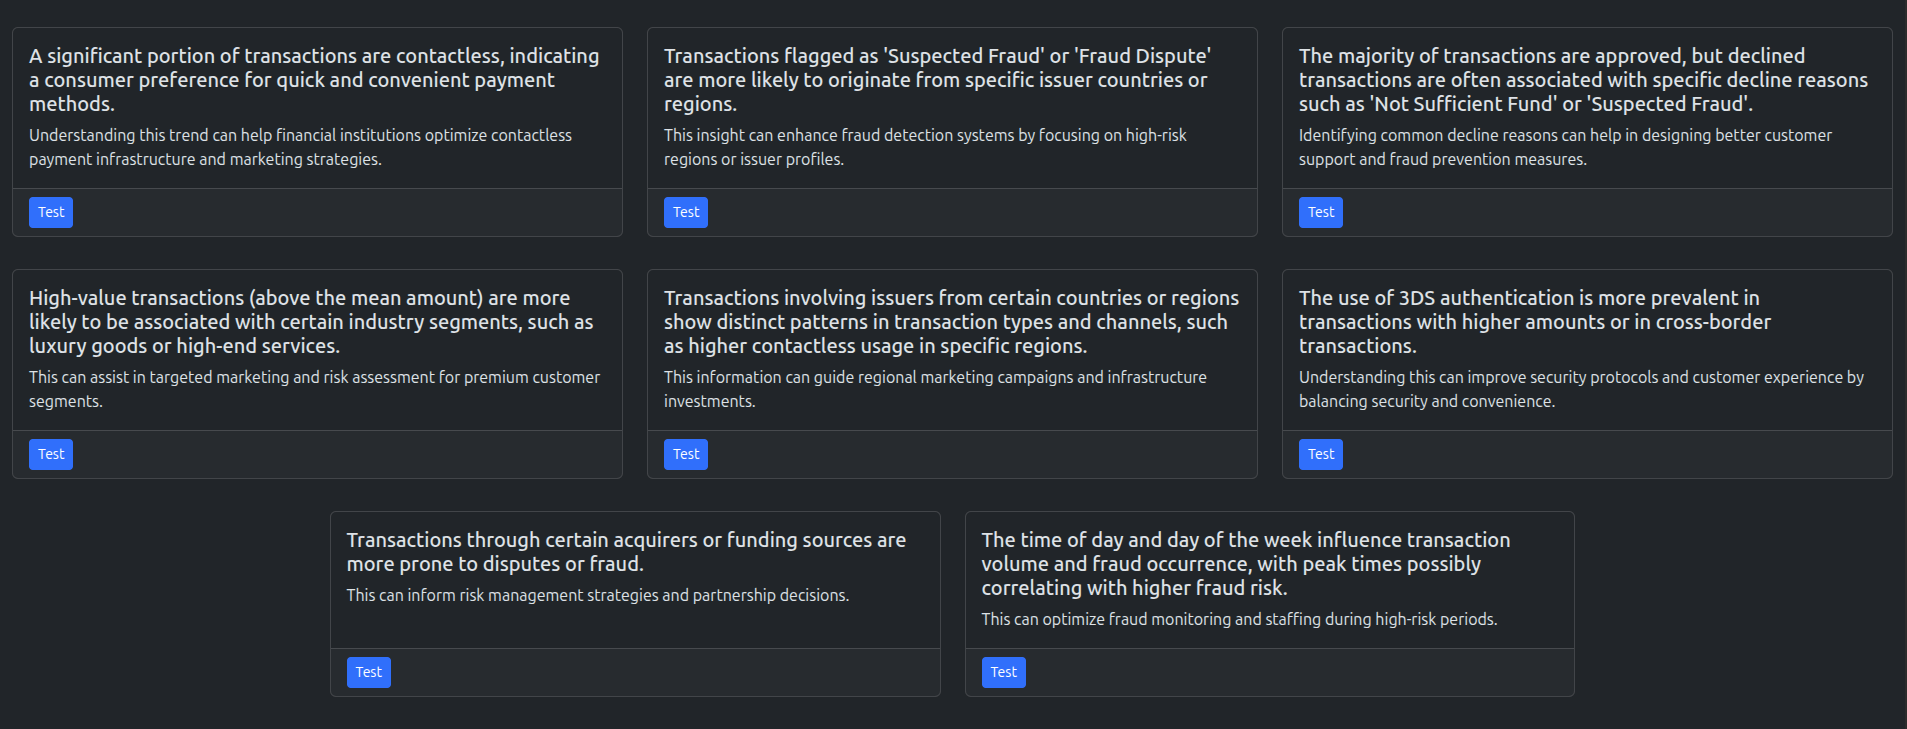 A significant portion of transactions are contactless, indicating
a consumer preference for quick and convenient payment
methods.
Understanding this trend can help financial institutions optimize contactless
payment infrastructure and marketing strategies.
Test
Transactions flagged as 'Suspected Fraud' or 'Fraud Dispute'
are more likely to originate from specific issuer countries or
regions.
This insight can enhance fraud detection systems by focusing on high-risk
regions or issuer profiles.
Test
The majority of transactions are approved, but declined
transactions are often associated with specific decline reasons
such as 'Not Sufficient Fund' or 'Suspected Fraud'.
Identifying common decline reasons can help in designing better customer
support and fraud prevention measures.
Test
High-value transactions (above the mean amount) are more
likely to be associated with certain industry segments, such as
luxury goods or high-end services.
This can assist in targeted marketing and risk assessment for premium customer
segments.
Test
Transactions involving issuers from certain countries or regions
show distinct patterns in transaction types and channels, such
as higher contactless usage in specific regions.
This information can guide regional marketing campaigns and infrastructure
investments.
Test
The use of 3DS authentication is more prevalent in
transactions with higher amounts or in cross-border
transactions.
Understanding this can improve security protocols and customer experience by
balancing security and convenience.
Test
Transactions through certain acquirers or funding sources are
more prone to disputes or fraud.
This can inform risk management strategies and partnership decisions.
Test
The time of day and day of the week influence transaction
volume and fraud occurrence, with peak times possibly
correlating with higher fraud risk.
This can optimize fraud monitoring and staffing during high-risk periods.
Test